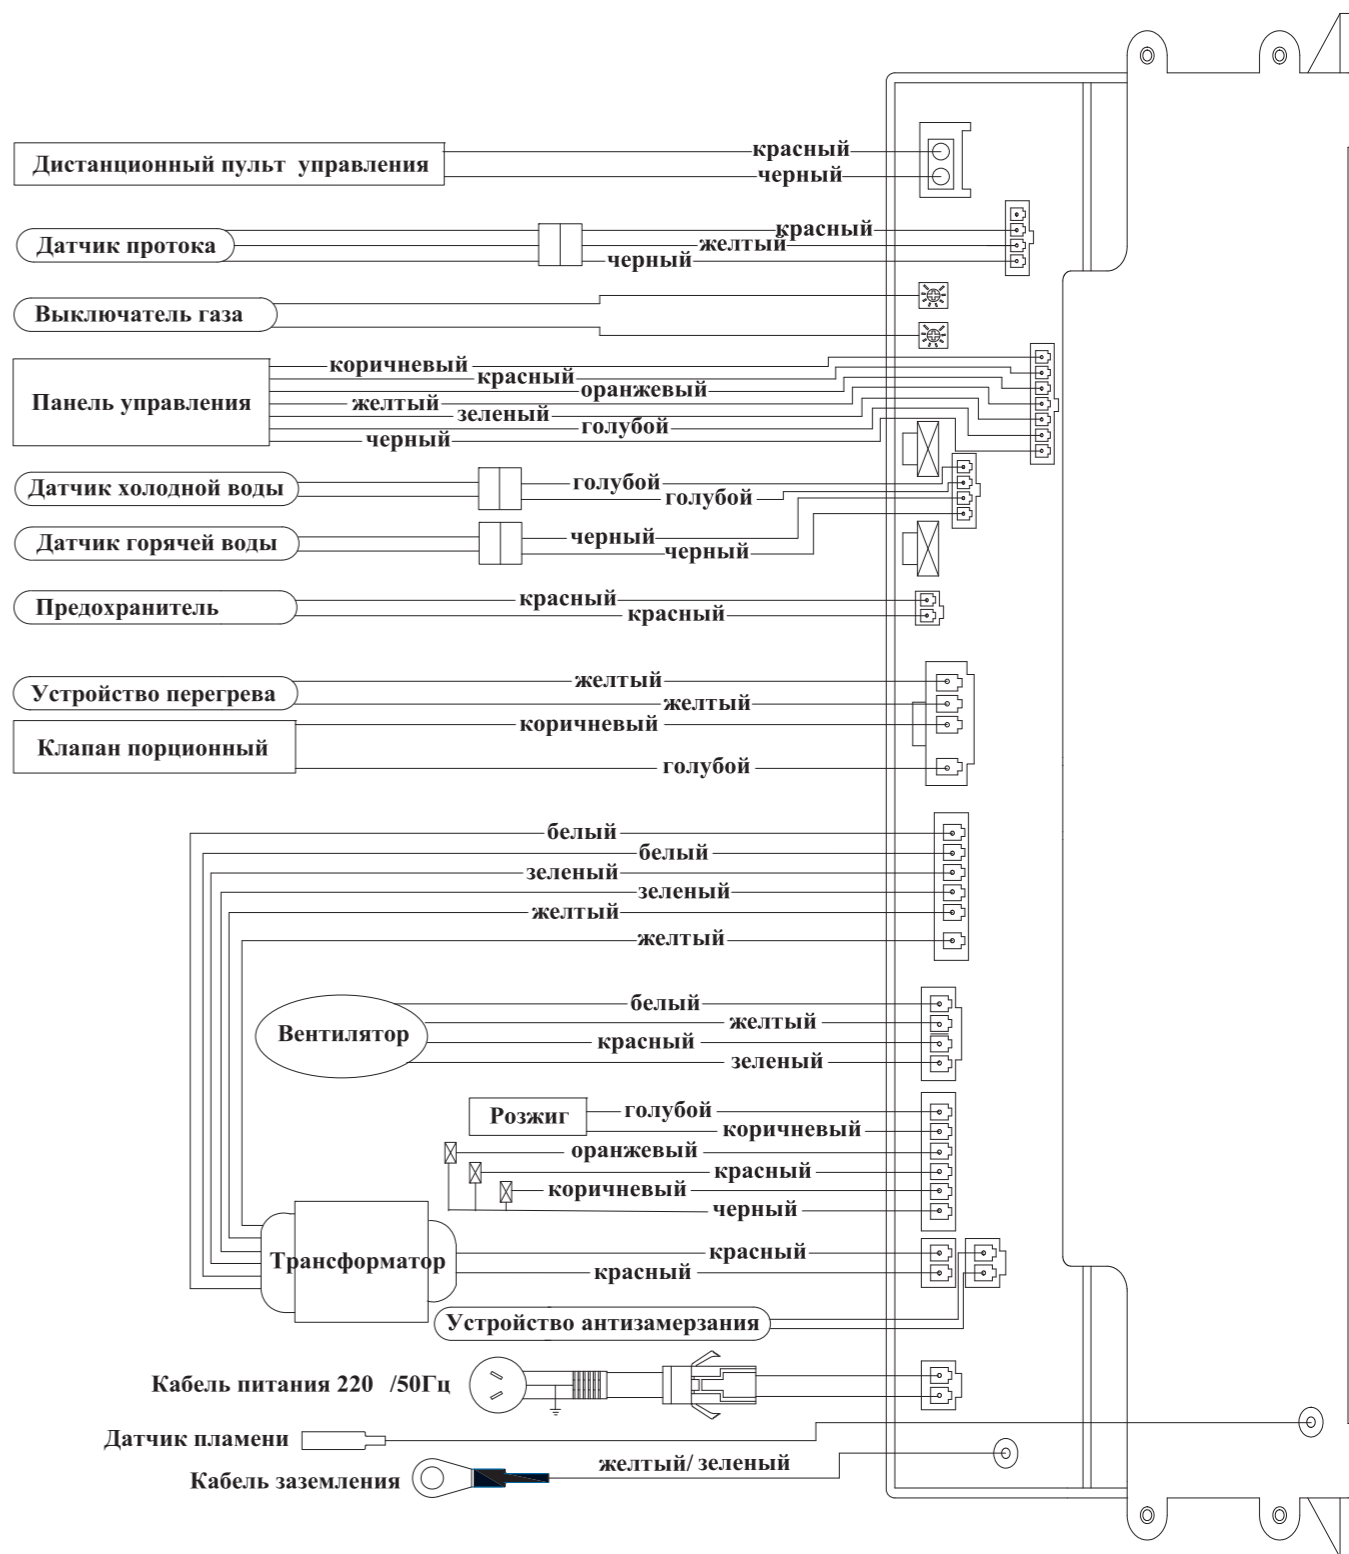 красный
Дистанционный пульт управления
черный
красный
Датчик протока
желтый
черный
Выключатель газа
коричневый
красный
оранжевый
Панель управления
желтый
зеленый
голубой
черный
Датчик холодной воды
голубой
голубой
Датчик горячей воды
черный
черный
Предохранитель
красный
красный
Устройство перегрева
желтый
желтый
коричневый
Клапан порционный
голубой
белый
белый
зеленый
зеленый
желтый
желтый
белый
Вентилятор
желтый
красный
зеленый
Розжиг
голубой
коричневый
оранжевый
красный
коричневый
черный
Трансформатор
красный
красный
Устройство антизамерзания
Кабель питания 220 /50Гц
Датчик пламени
Кабель заземления
желтый/ зеленый